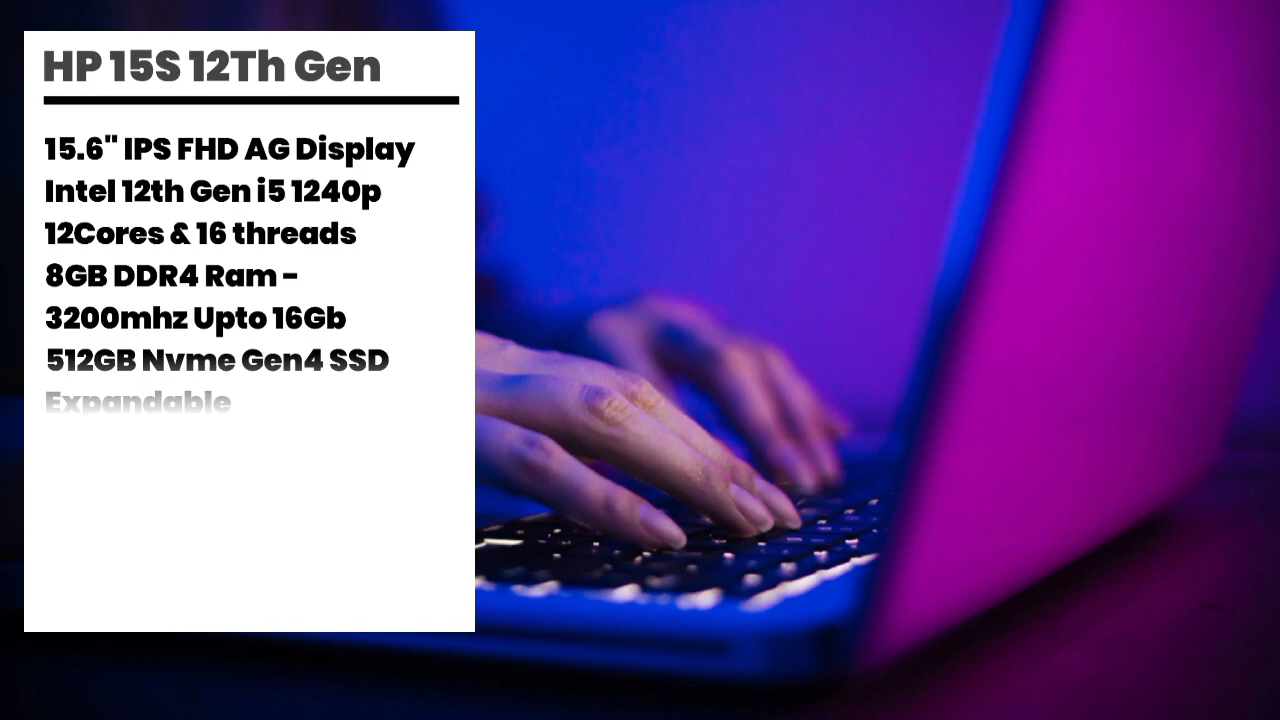 HP 15S 12Th Gen
15.6" IPS FHD AG Display
Intel 12th Gen i5 1240p
12Cores & 16 threads
8GB DDR4 Ram -
3200mhz Upto 16Gb
512GB Nvme Gen4 SSD
Expandable